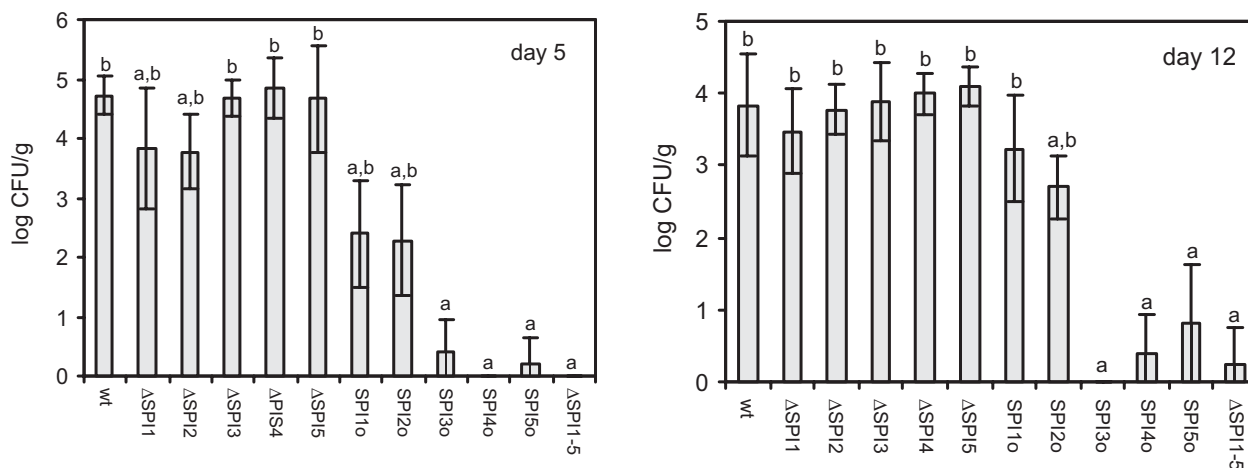 6
5
4
3
2
1
0
log CFU/g
day 5
b
a,b
a,b
b
b
b
a,b
a,b
a
a
a
a
wt
ΔSPI1
ΔSPI2
ΔSPI3
ΔPIS4
ΔSPI5
SPI1o
SPI2o
SPI3o
SPI4o
SPI5o
ΔSPI1-5
5
4
3
2
1
0
log CFU/g
day 12
b
b
b
b
b
b
b
a,b
a
a
a
a
wt
ΔSPI1
ΔSPI2
ΔSPI3
ΔSPI4
ΔSPI5
SPI1o
SPI2o
SPI3o
SPI4o
SPI5o
ΔSPI1-5